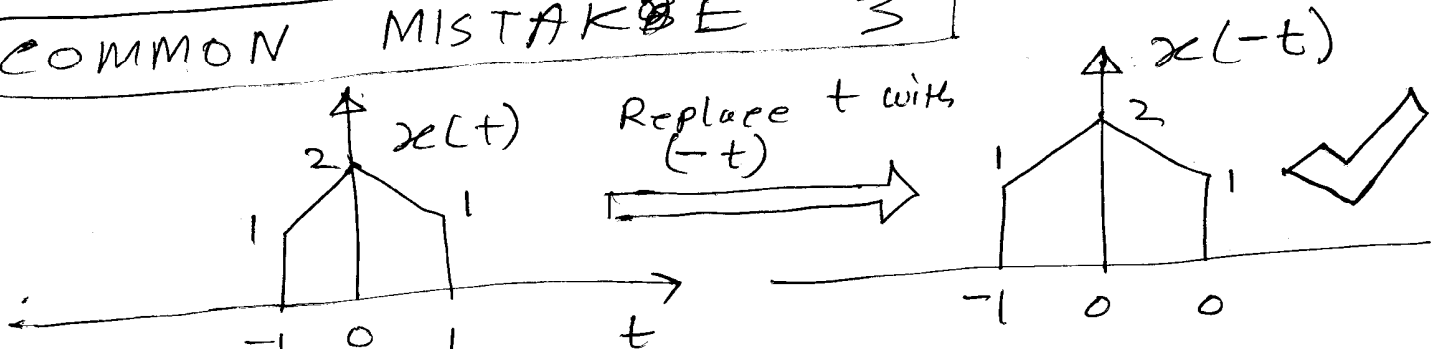 COMMON MISTAKE 3
x(t)
2
1
1
-1 0 1 t
Replace t with
(-t)
x(-t)
2
1
1
-1 0 0